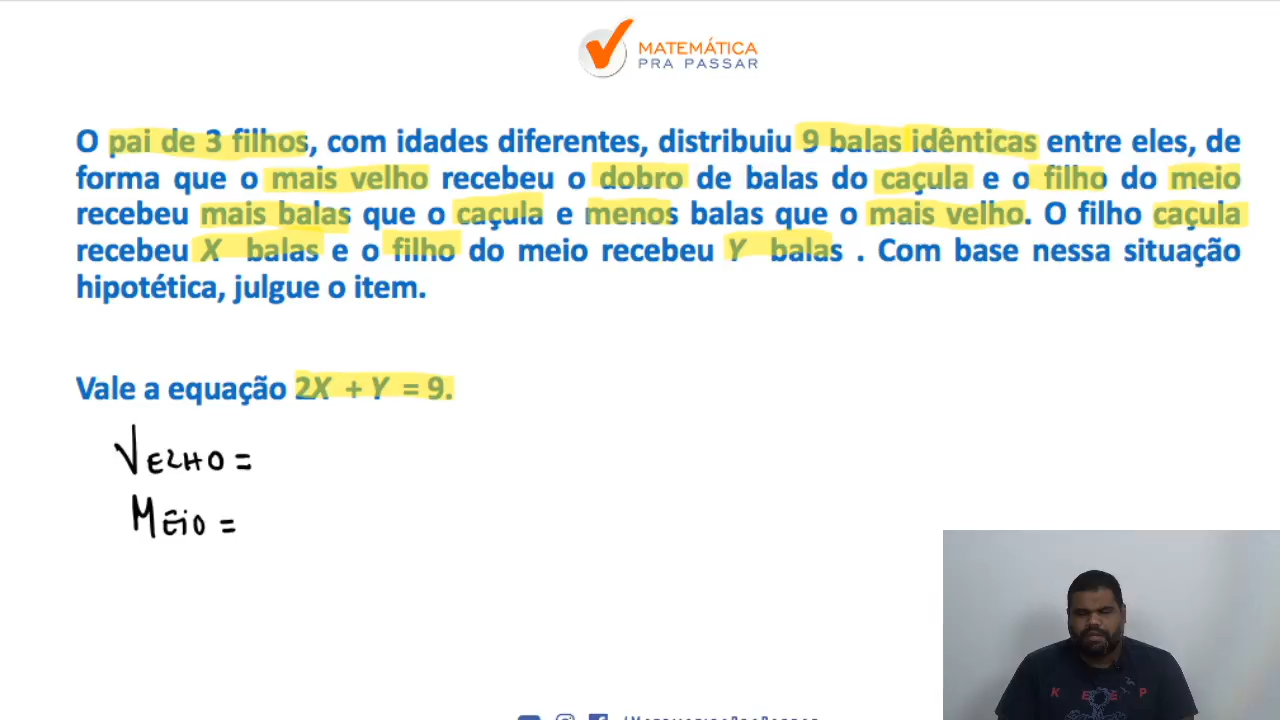 MATEMÁTICA
PRA PASSAR
O pai de 3 filhos, com idades diferentes, distribuiu 9 balas idênticas entre eles, de
forma que o mais velho recebeu o dobro de balas do caçula e o filho do meio
recebeu mais balas que o caçula e menos balas que o mais velho. O filho caçula
recebeu X balas e o filho do meio recebeu Y balas . Com base nessa situação
hipotética, julgue o item.
Vale a equação 2X + Y = 9.
VELHO =
MEIO =
K E E P